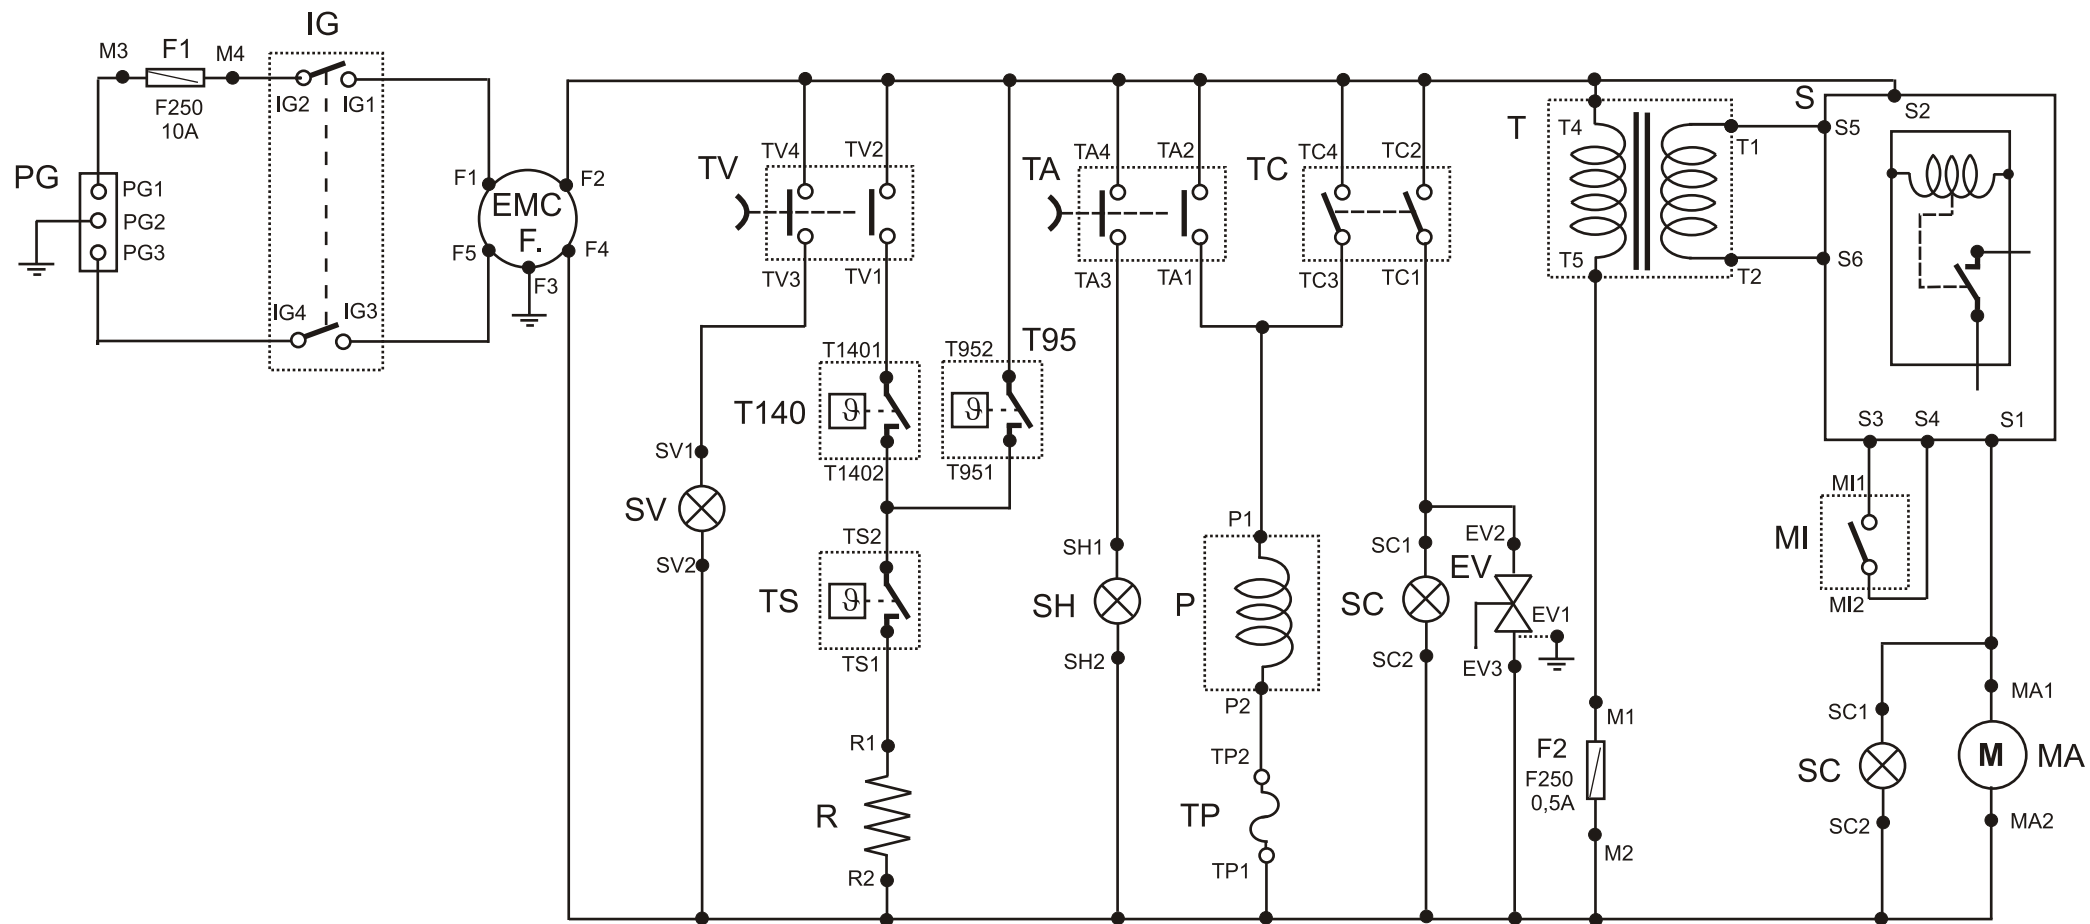 IG
M3 F1 M4
F250
10A
IG2 IG1
PG
PG1
PG2
PG3
IG4 IG3
F1 F2
EMC
F.
F5 F4
F3
TV
TV4 TV2
TV3 TV1
T1401
T140
T1402
T952 T95
T951
SV1
SV
SV2
TS2
TS
TS1
R1
R
R2
TA
TA4 TA2
TA3 TA1
TC
TC4 TC2
TC3 TC1
SH1
SH
SH2
P1
P
P2
TP2
TP
TP1
SC1
SC
SC2
EV2
EV
EV1
EV3
T
T4
T5
T1
T2
M1
F2
F250
0,5A
M2
S
S2
S5
S6
S3 S4 S1
MI1
MI
MI2
SC1
SC
SC2
MA1
M MA
MA2
ϑ
ϑ
ϑ